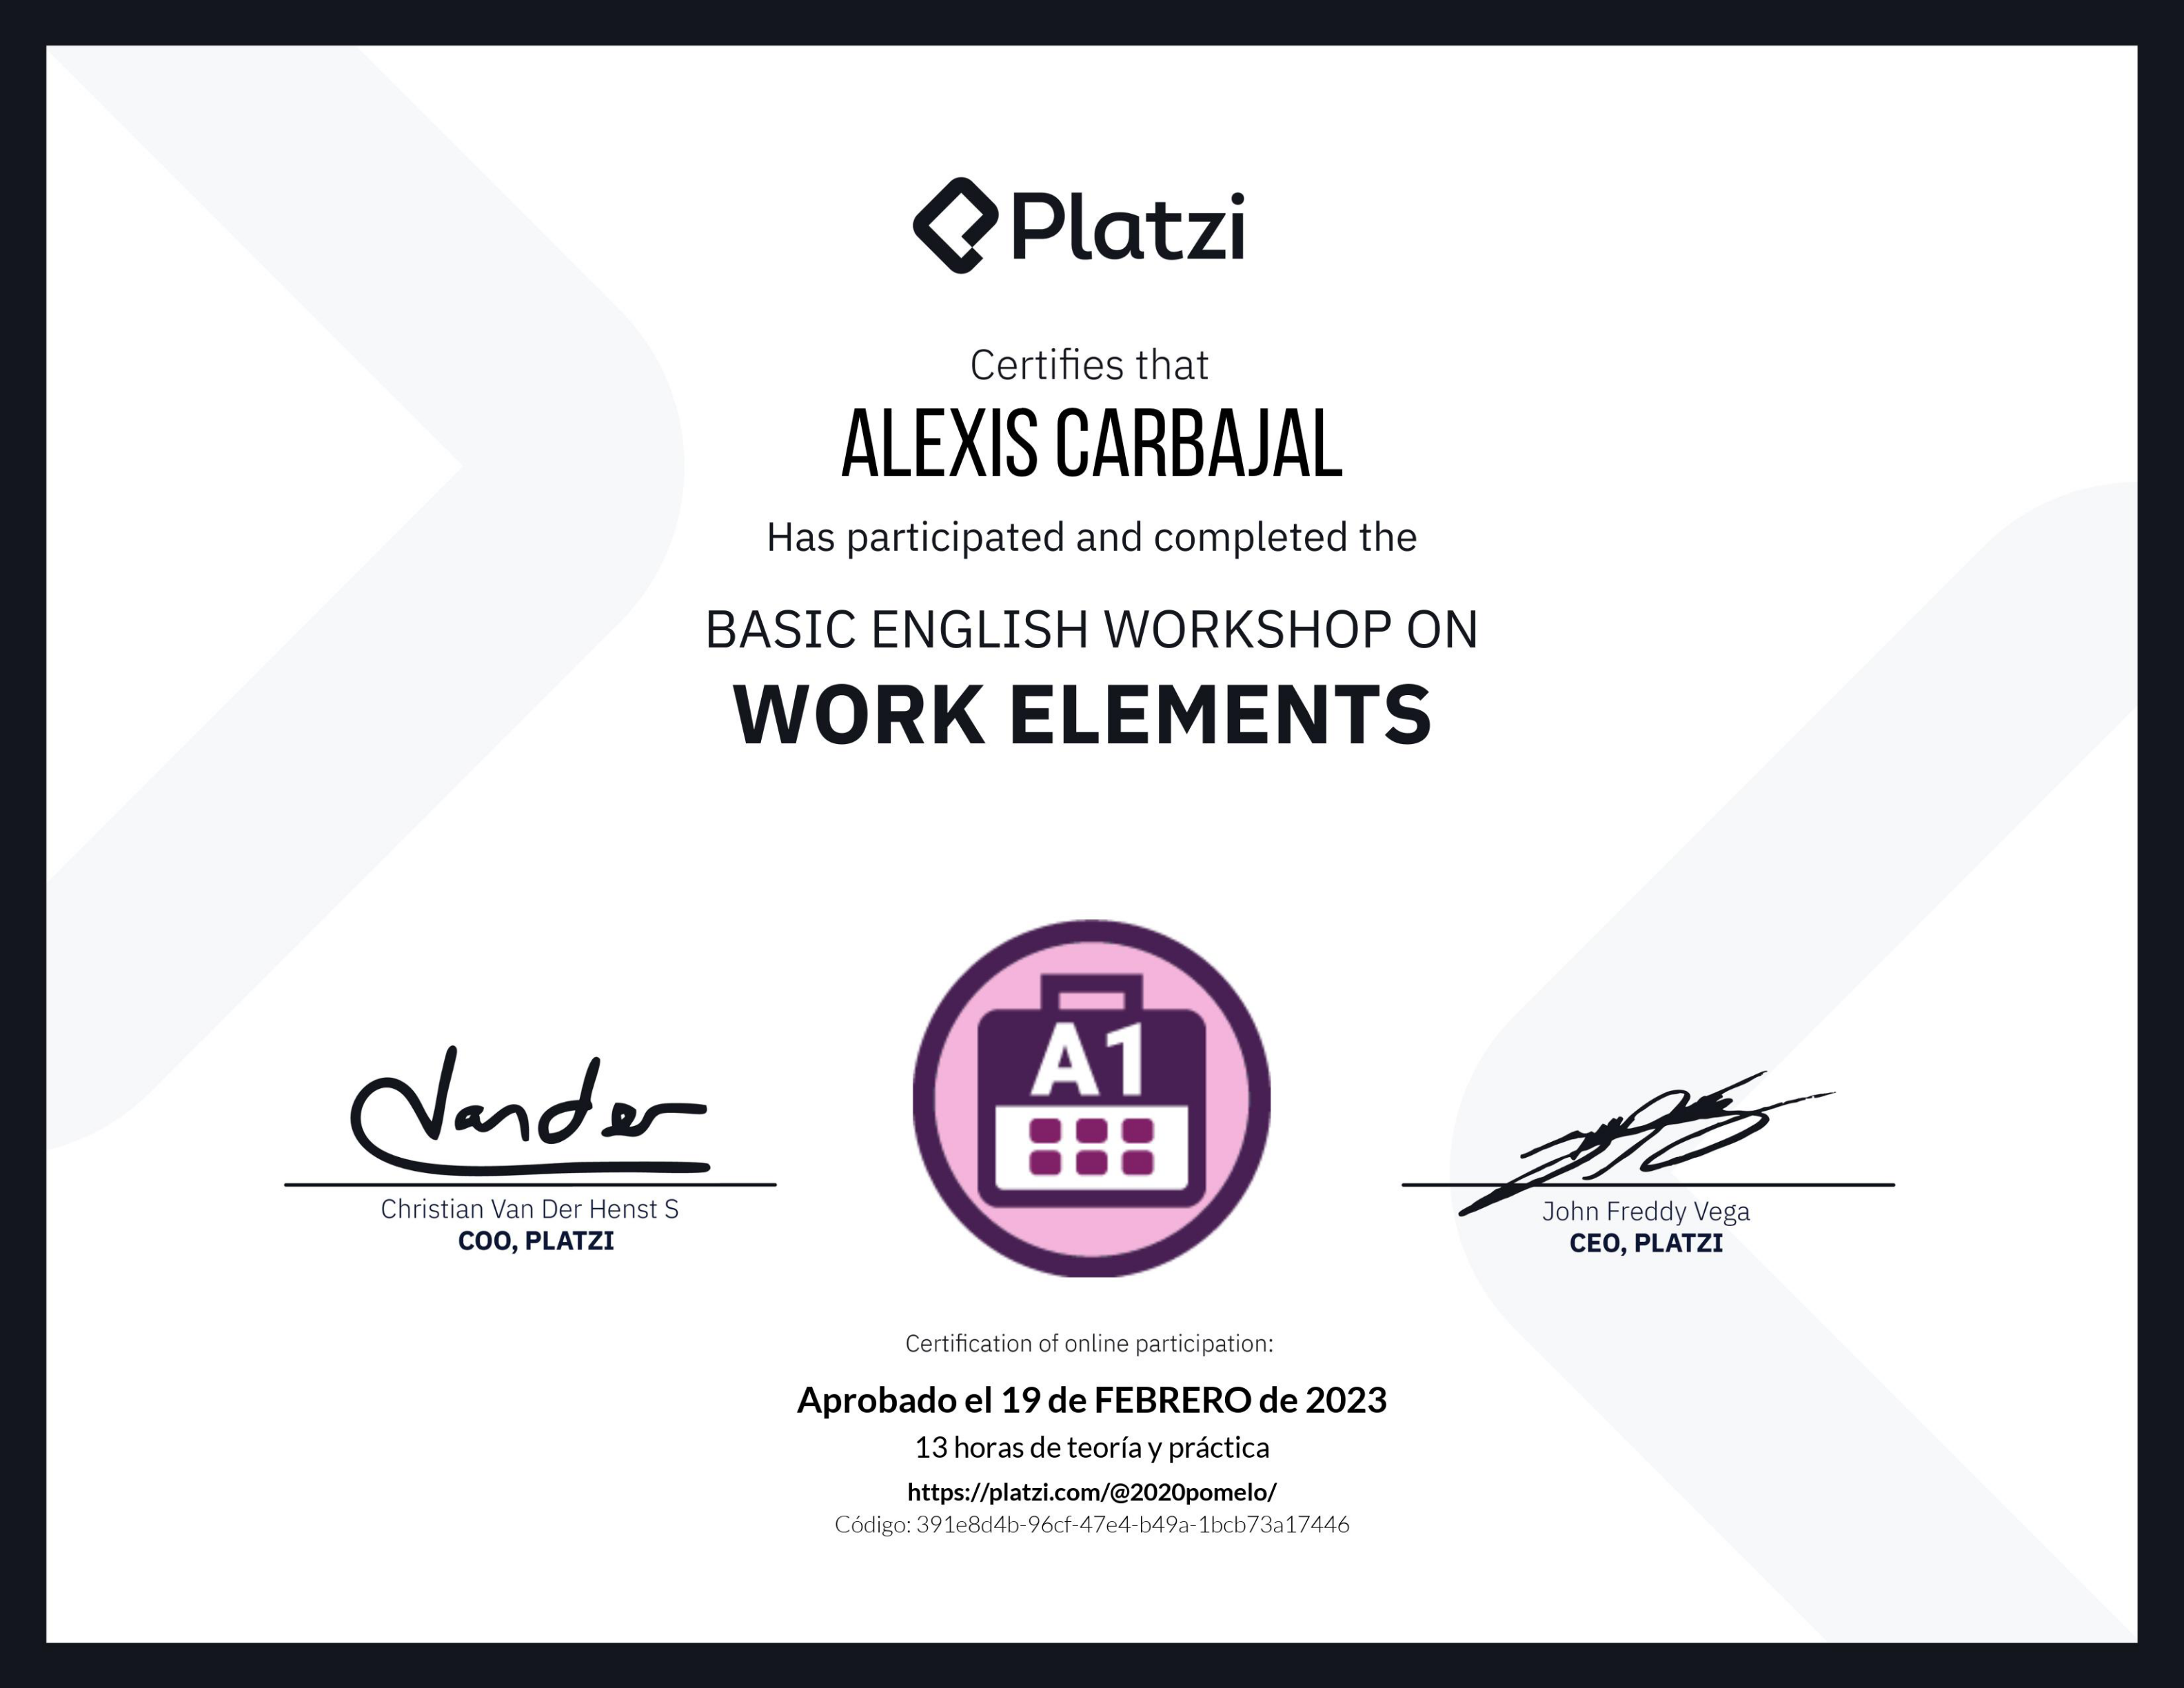 Platzi
Certifies that
ALEXIS CARBAJAL
Has participated and completed the
BASIC ENGLISH WORKSHOP ON
WORK ELEMENTS
A1
Vander
Christian Van Der Henst S
COO, PLATZI
John Freddy Vega
CEO, PLATZI
Certification of online participation:
Aprobado el 19 de FEBRERO de 2023
13 horas de teoría y práctica
https://platzi.com/@2020pomelo/
Código: 391e8d4b-96cf-47e4-b49a-1bcb73a17446